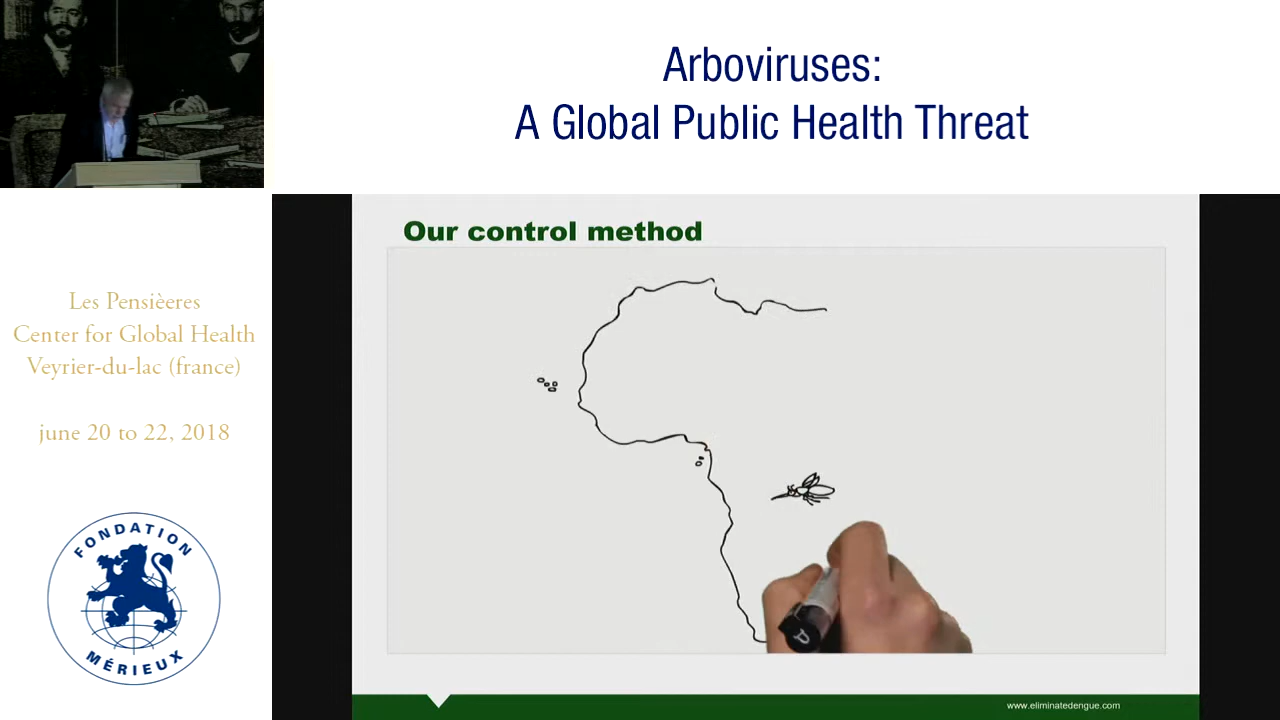 Arboviruses:
A Global Public Health Threat
Our control method
Les Pensièeres
Center for Global Health
Veyrier-du-lac (france)
june 20 to 22, 2018
FONDATION
MÉRIEUX
www.eliminatedengue.com